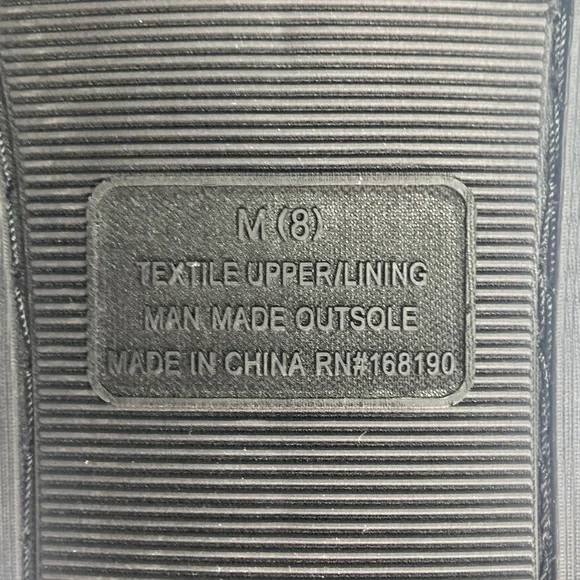 M (8)
TEXTILE UPPER/LINING
MAN MADE OUTSOLE
MADE IN CHINA RN#168190